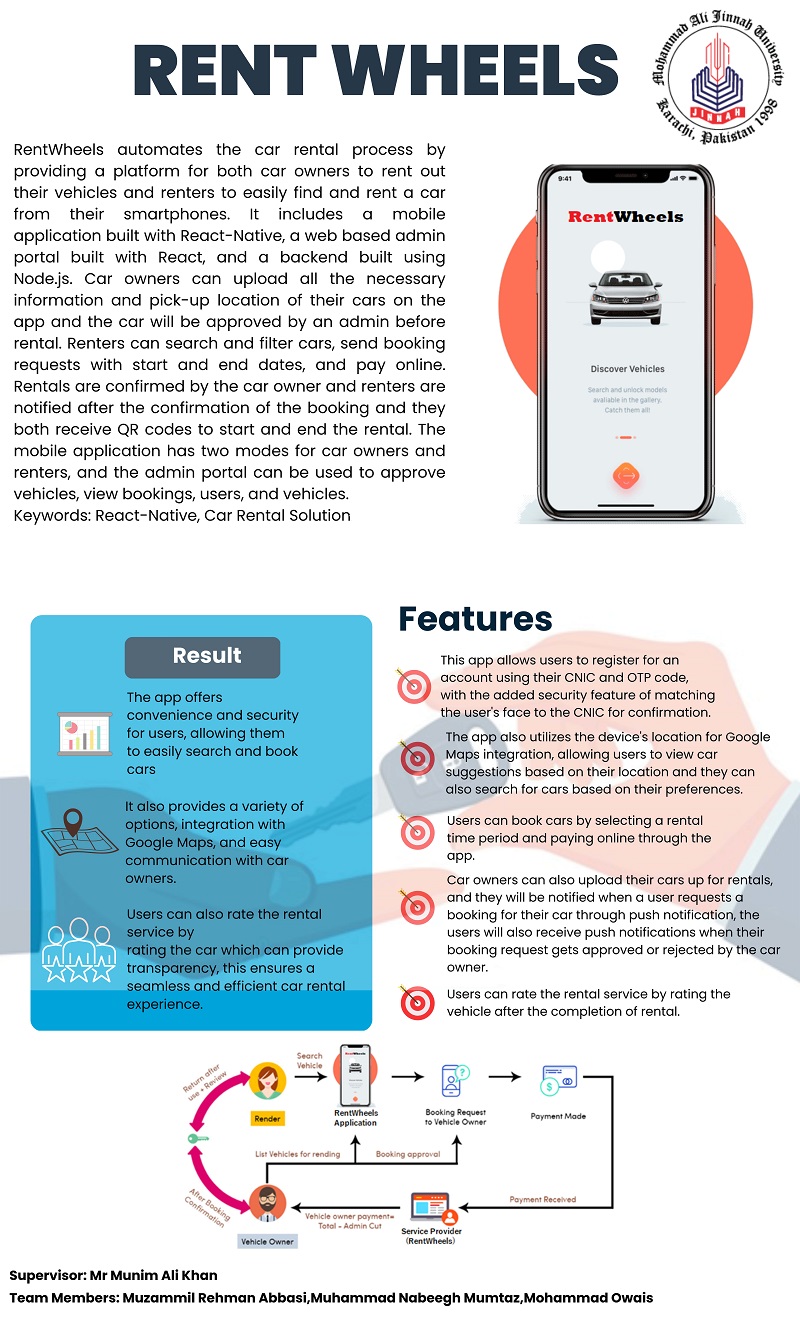 RENT WHEELS
Mohammad Ali Jinnah University
Karachi, Pakistan 1998
JINNAH
RentWheels automates the car rental process by
providing a platform for both car owners to rent out
their vehicles and renters to easily find and rent a car
from their smartphones. It includes a mobile
application built with React-Native, a web based admin
portal built with React, and a backend built using
Node.js. Car owners can upload all the necessary
information and pick-up location of their cars on the
app and the car will be approved by an admin before
rental. Renters can search and filter cars, send booking
requests with start and end dates, and pay online.
Rentals are confirmed by the car owner and renters are
notified after the confirmation of the booking and they
both receive QR codes to start and end the rental. The
mobile application has two modes for car owners and
renters, and the admin portal can be used to approve
vehicles, view bookings, users, and vehicles.
Keywords: React-Native, Car Rental Solution
9:41
RentWheels
Discover Vehicles
Search and unlock models
available in the gallery,
Catch them all!
Result
The app offers
convenience and security
for users, allowing them
to easily search and book
cars
It also provides a variety of
options, integration with
Google Maps, and easy
communication with car
owners.
Users can also rate the rental
service by
rating the car which can provide
transparency, this ensures a
seamless and efficient car rental
experience.
Features
This app allows users to register for an
account using their CNIC and OTP code,
with the added security feature of matching
the user's face to the CNIC for confirmation.
The app also utilizes the device's location for Google
Maps integration, allowing users to view car
suggestions based on their location and they can
also search for cars based on their preferences.
Users can book cars by selecting a rental
time period and paying online through the
app.
Car owners can also upload their cars up for rentals,
and they will be notified when a user requests a
booking for their car through push notification, the
users will also receive push notifications when their
booking request gets approved or rejected by the car
owner.
Users can rate the rental service by rating the
vehicle after the completion of rental.
Return after
use + Review
Render
Search
Vehicle
RentWheels
RentWheels
Application
Booking Request
to Vehicle Owner
Payment Made
List Vehicles for rending
Booking approval
After Booking
Confirmation
Vehicle Owner
Vehicle owner payment=
Total - Admin Cut
Service Provider
(RentWheels)
Payment Received
Supervisor: Mr Munim Ali Khan
Team Members: Muzammil Rehman Abbasi,Muhammad Nabeegh Mumtaz,Mohammad Owais